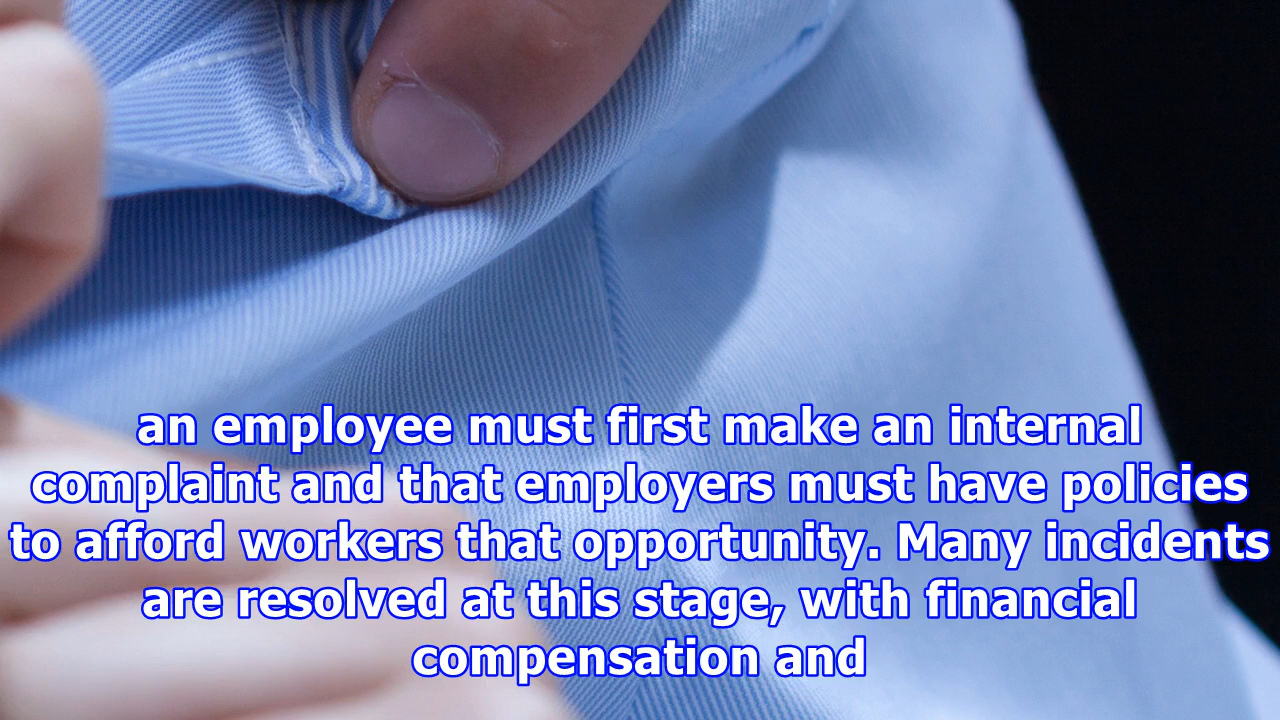 an employee must first make an internal
complaint and that employers must have policies
to afford workers that opportunity. Many incidents
are resolved at this stage, with financial
compensation and